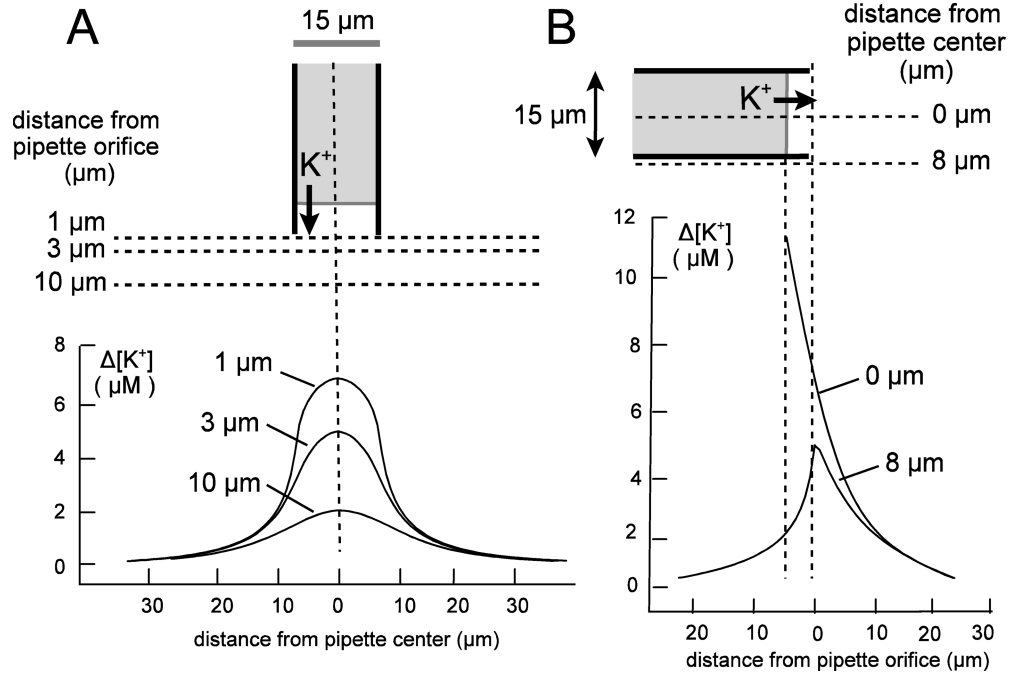 A
15 μm
distance from
pipette orifice
(μm)
K+
1 μm
3 μm
10 μm
8
6
4
2
0
Δ[K+]
( μM )
1 μm
3 μm
10 μm
30 20 10 0 10 20 30
distance from pipette center (μm)
B
distance from
pipette center
(μm)
15 μm
K+
0 μm
8 μm
12
10
8
6
4
2
0
Δ[K+]
( μM )
0 μm
8 μm
20 10 0 10 20 30
distance from pipette orifice (μm)